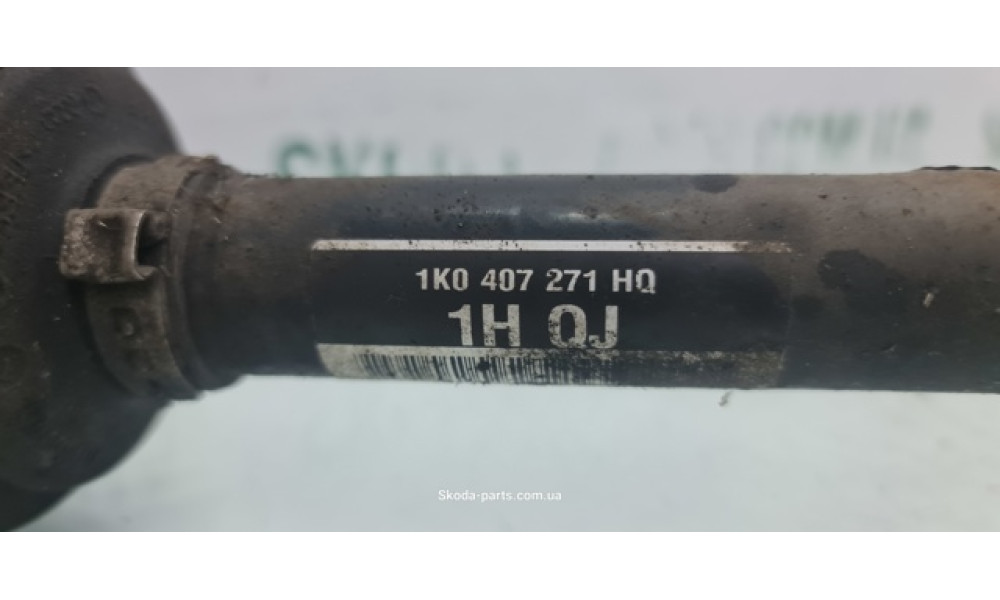 1K0 407 271 HQ
1H QJ
Skoda-parts.com.ua